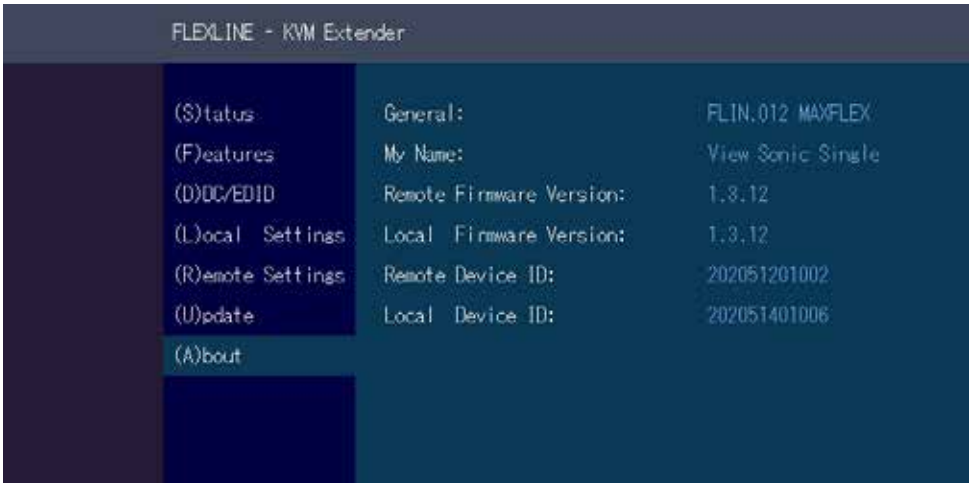 FLEXLINE - KVM Extender
(S)tatus
(F)eatures
(D)DC/EDID
(L)ocal Settings
(R)emote Settings
(U)pdate
(A)bout
General: FLIN.012 MAXFLEX
My Name: View Sonic Single
Remote Firmware Version: 1.3.12
Local Firmware Version: 1.3.12
Remote Device ID: 202051201002
Local Device ID: 202051401006